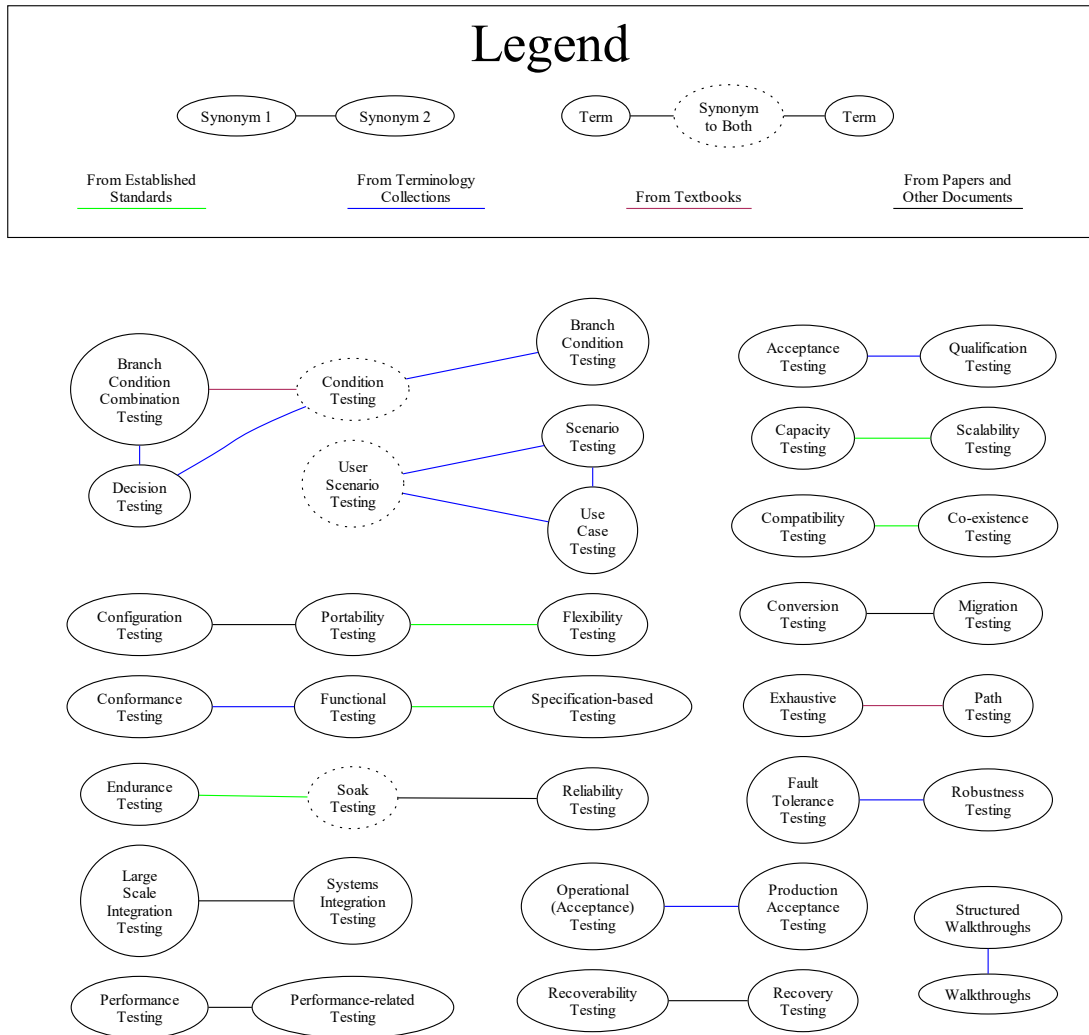 Legend
Synonym 1
Synonym 2
Term
Synonym
to Both
Term
From Established
Standards
From Terminology
Collections
From Textbooks
From Papers and
Other Documents
Branch
Condition
Combination
Testing
Condition
Testing
Branch
Condition
Testing
Acceptance
Testing
Qualification
Testing
Decision
Testing
User
Scenario
Testing
Scenario
Testing
Use
Case
Testing
Capacity
Testing
Scalability
Testing
Compatibility
Testing
Co-existence
Testing
Configuration
Testing
Portability
Testing
Flexibility
Testing
Conversion
Testing
Migration
Testing
Conformance
Testing
Functional
Testing
Specification-based
Testing
Exhaustive
Testing
Path
Testing
Endurance
Testing
Soak
Testing
Reliability
Testing
Fault
Tolerance
Testing
Robustness
Testing
Large
Scale
Integration
Testing
Systems
Integration
Testing
Operational
(Acceptance)
Testing
Production
Acceptance
Testing
Structured
Walkthroughs
Walkthroughs
Performance
Testing
Performance-related
Testing
Recoverability
Testing
Recovery
Testing